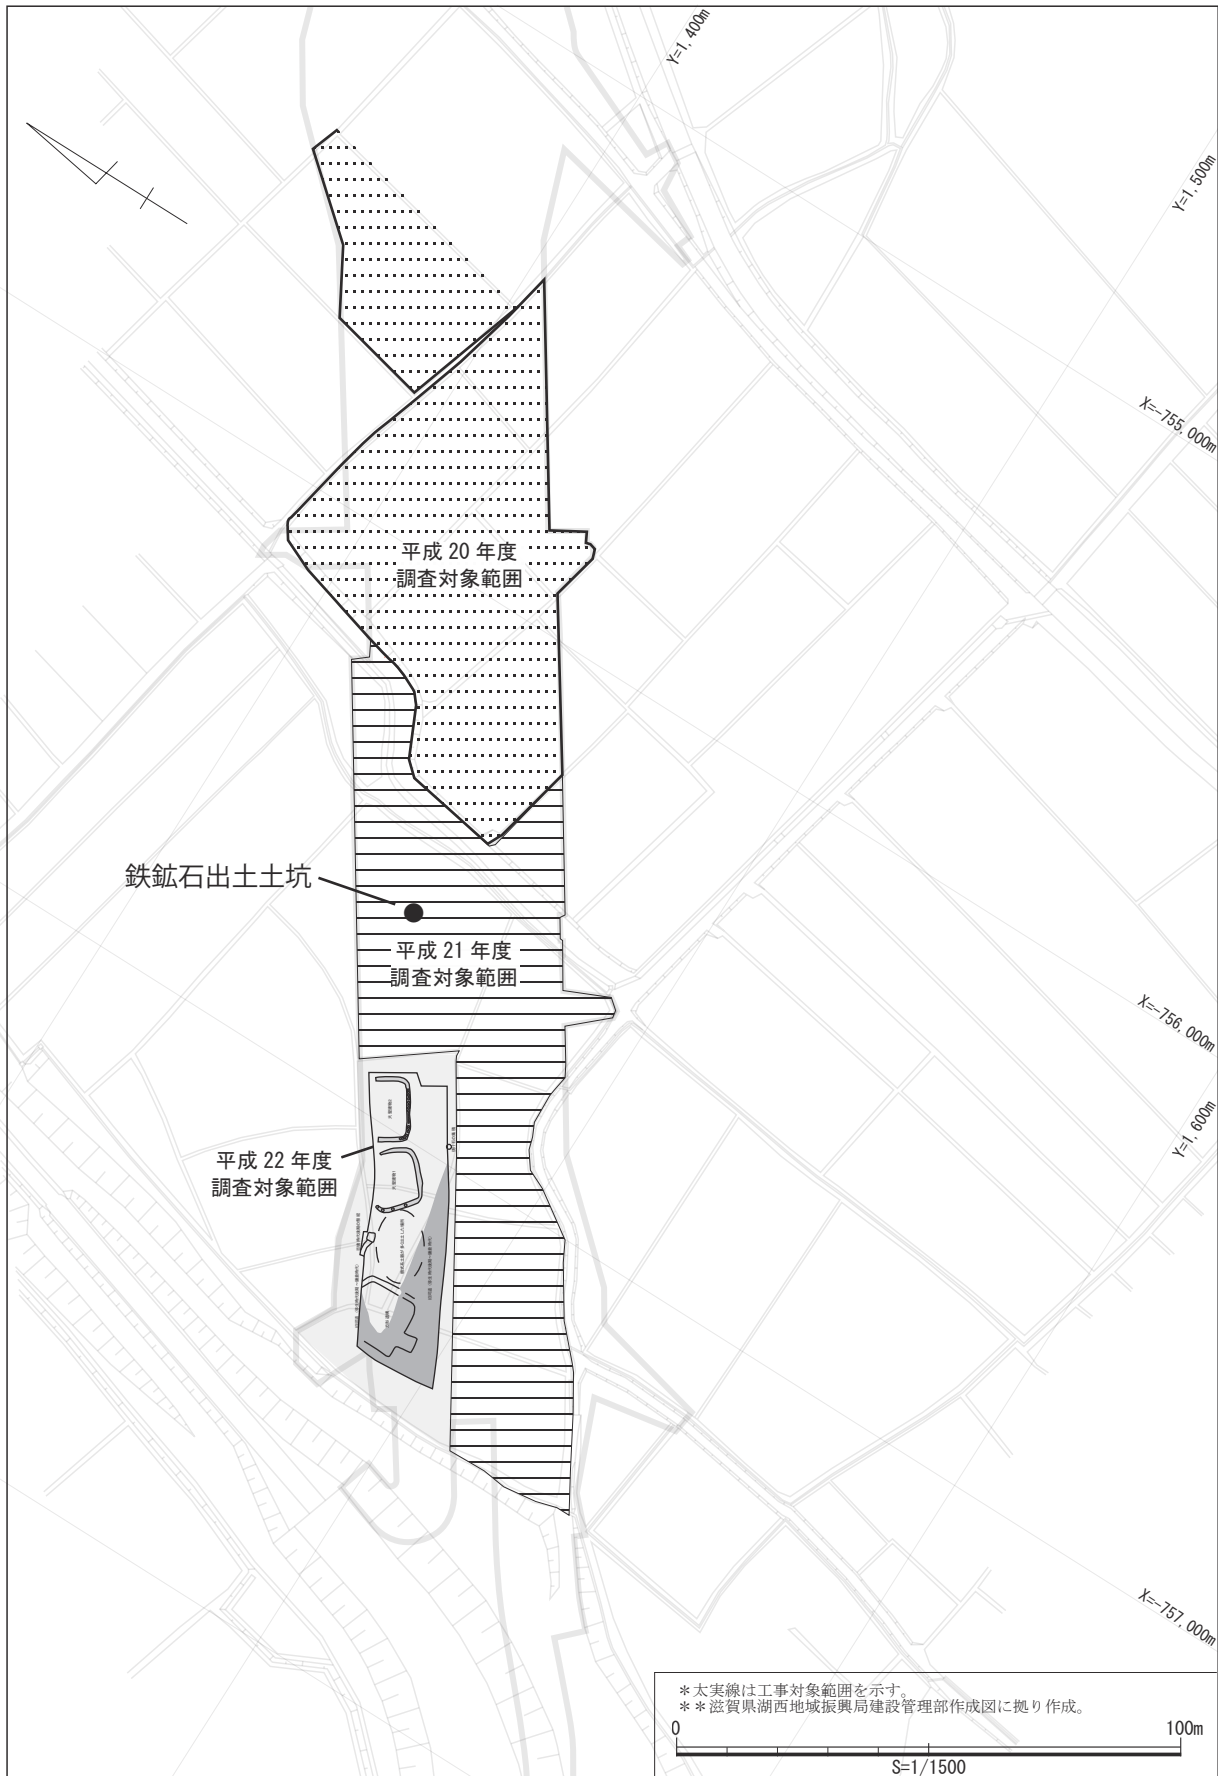 Y=1,400m
Y=1,500m
X=-755,000m
平成 20 年度
調査対象範囲
鉄鉱石出土土坑
平成 21 年度
調査対象範囲
X=-756,000m
Y=1,600m
平成 22 年度
調査対象範囲
X=-757,000m
＊太実線は工事対象範囲を示す。
＊＊滋賀県湖西地域振興局建設管理部作成図に拠り作成。
0
100m
S=1/1500